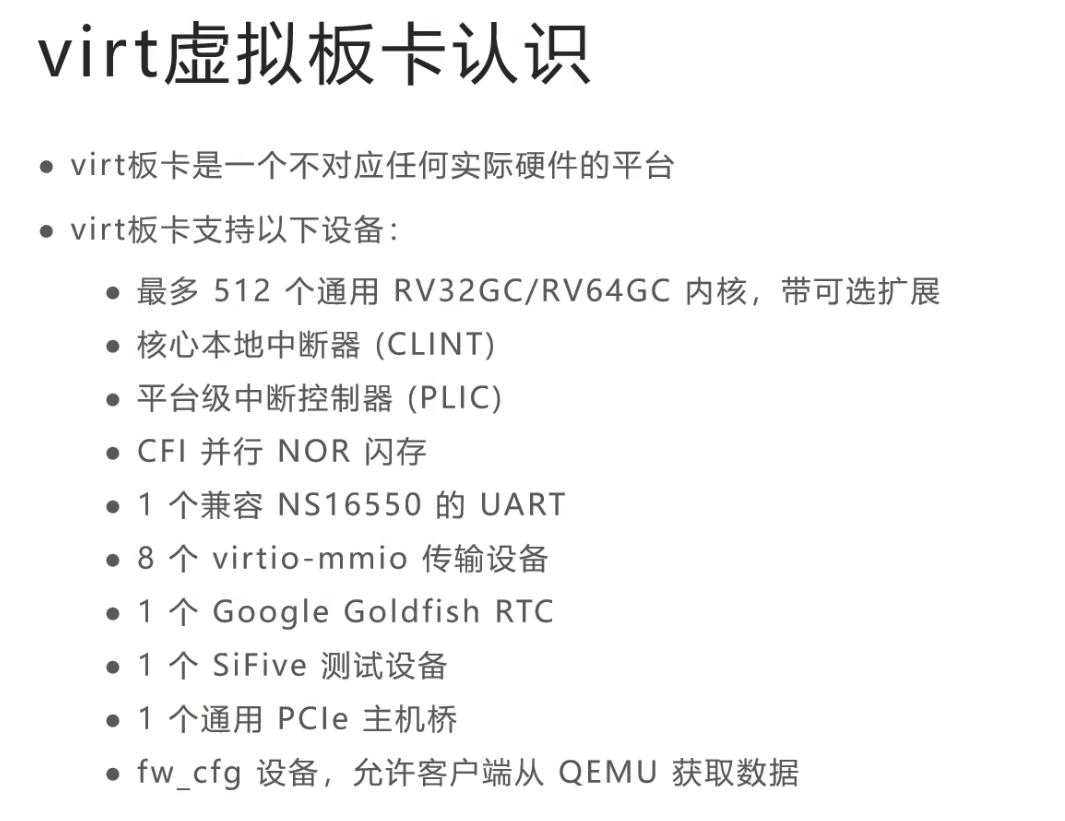 virt虚拟板卡认识
● virt板卡是一个不对应任何实际硬件的平台
● virt板卡支持以下设备：
● 最多 512 个通用 RV32GC/RV64GC 内核，带可选扩展
● 核心本地中断器 (CLINT)
● 平台级中断控制器 (PLIC)
● CFI 并行 NOR 闪存
● 1 个兼容 NS16550 的 UART
● 8 个 virtio-mmio 传输设备
● 1 个 Google Goldfish RTC
● 1 个 SiFive 测试设备
● 1 个通用 PCIe 主机桥
● fw_cfg 设备，允许客户端从 QEMU 获取数据